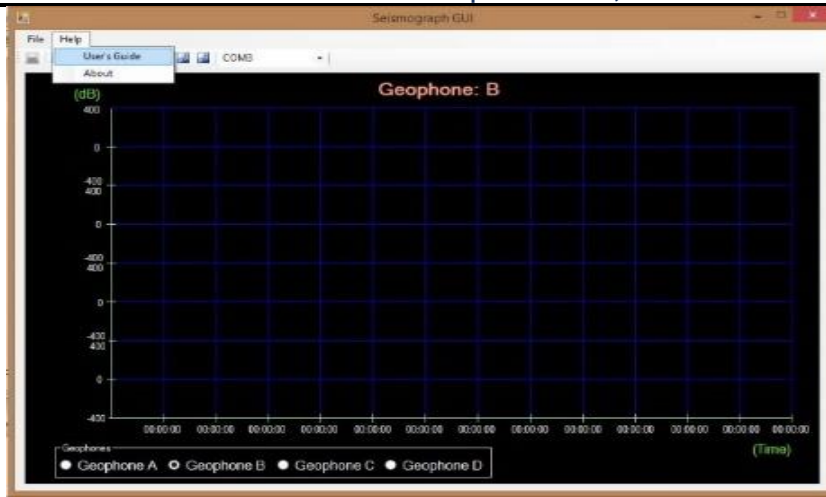 Seismograph GUI
File Help
User's Guide
COM3
About
(dB)
Geophone: B
400
0
-400
400
0
-400
400
0
-400
400
0
-400
00:00:00 00:00:00 00:00:00 00:00:00 00:00:00 00:00:00 00:00:00 00:00:00 00:00:00 00:00:00 00:00:00 00:00:00 00:00:00
(Time)
Geophones
Geophone A Geophone B Geophone C Geophone D